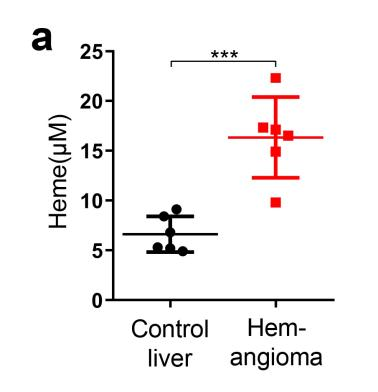 a
25
***
20
15
10
5
0
Heme(μM)
Control
liver
Hem-
angioma